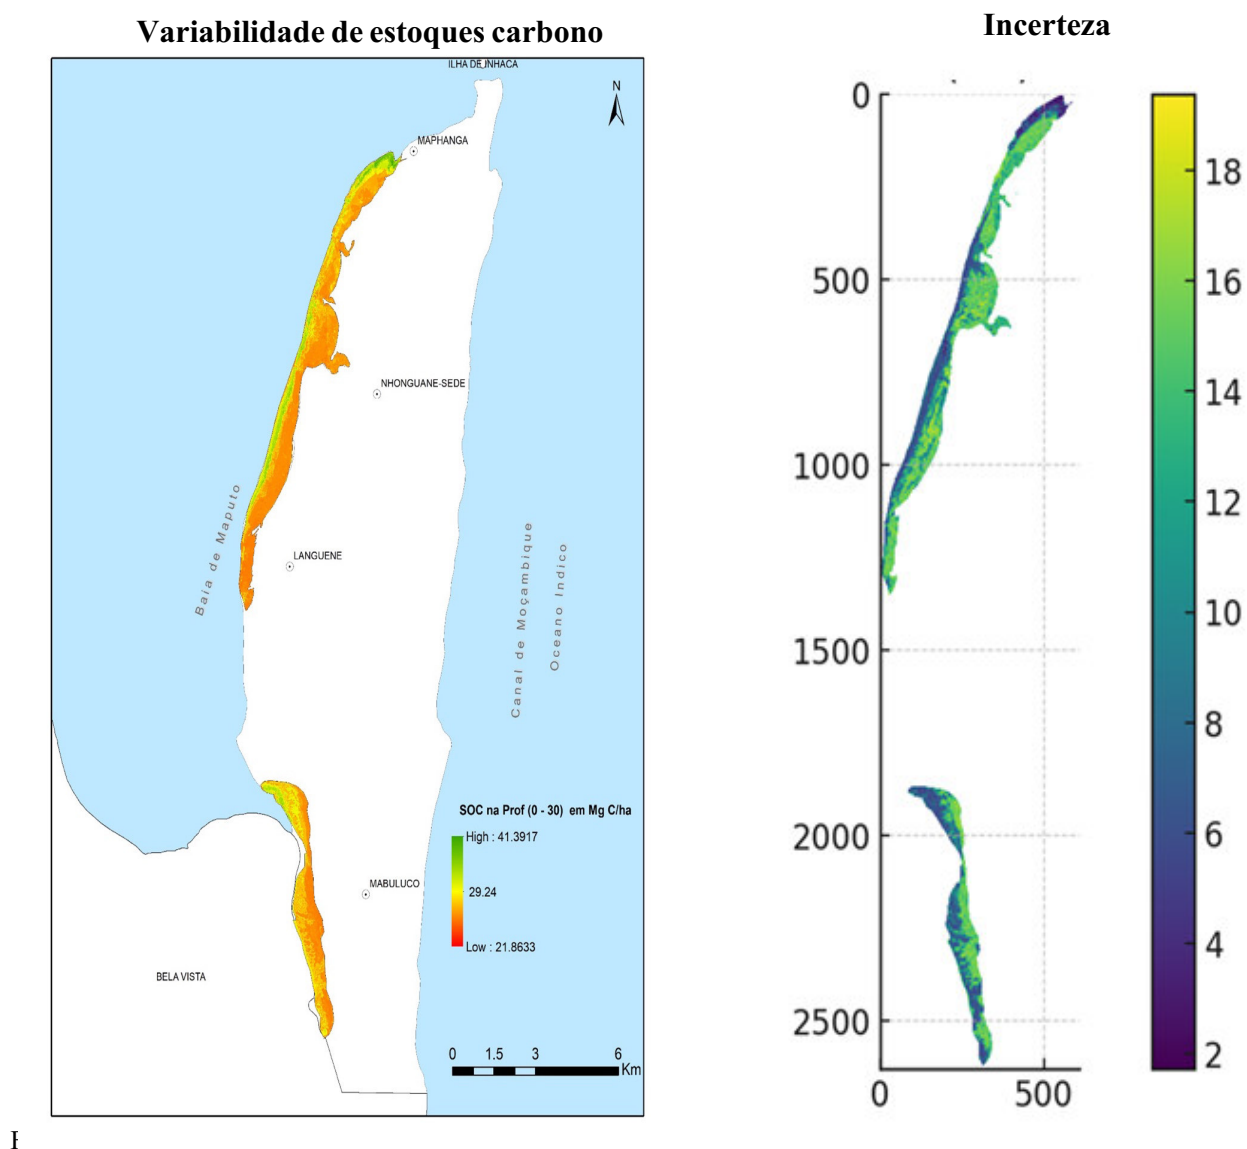 Variabilidade de estoques carbono
Incerteza
ILHA DE INHACA
N
MAPHANGA
NHONGUANE-SEDE
Baia de Maputo
LANGUENE
Canal de Moçambique
Oceano Indico
SOC na Prof (0 - 30) em Mg C/ha
High : 41.3917
29.24
Low : 21.8633
MABULUCO
BELA VISTA
0 1.5 3 6
Km
0
500
1000
1500
2000
2500
0 500
18
16
14
12
10
8
6
4
2